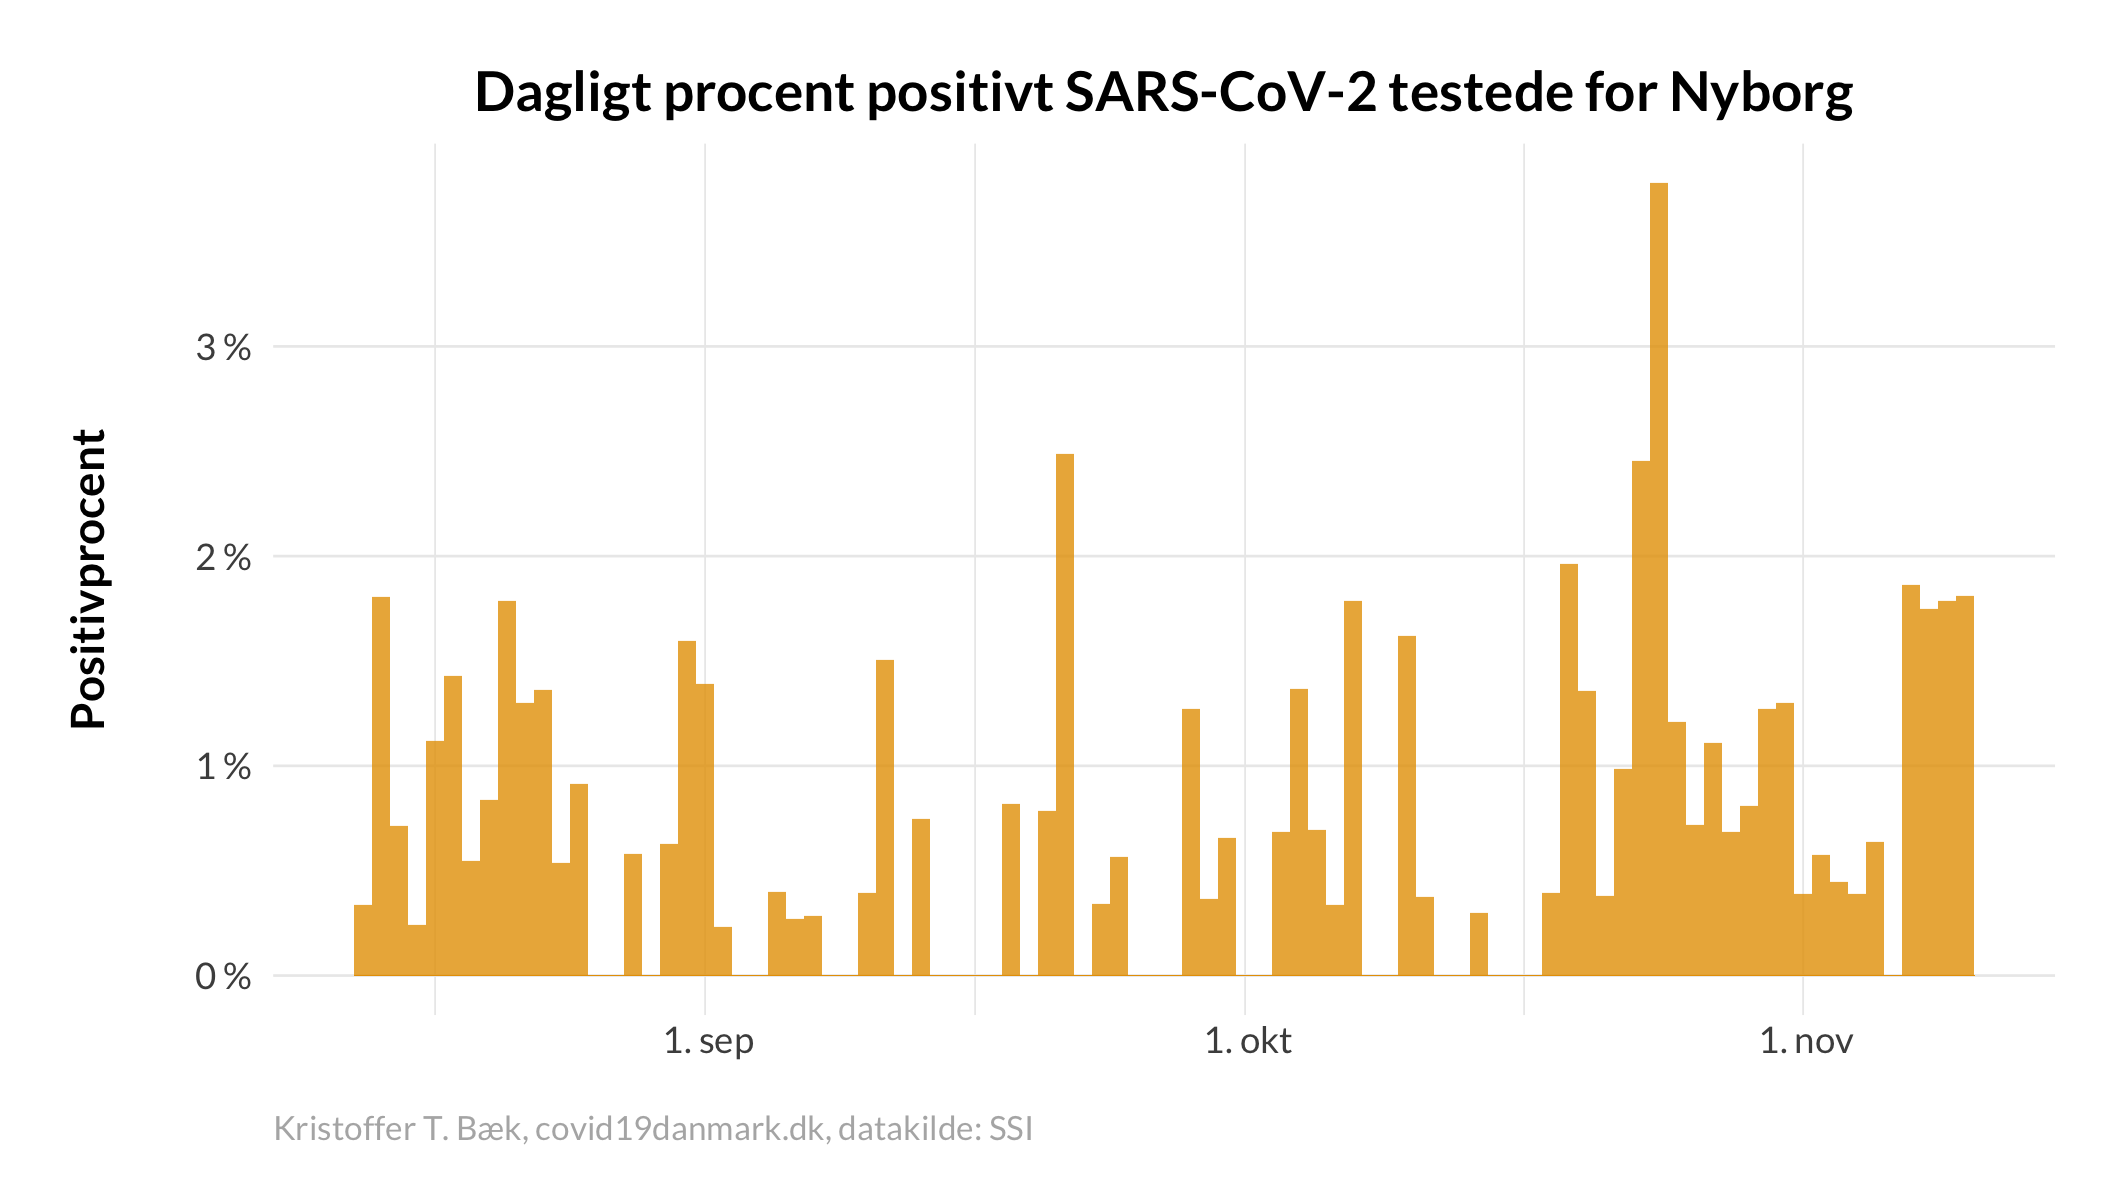 Dagligt procent positivt SARS-CoV-2 testede for Nyborg
Positivprocent
3 %
2 %
1 %
0 %
1. sep
1. okt
1. nov
Kristoffer T. Bæk, covid19danmark.dk, datakilde: SSI